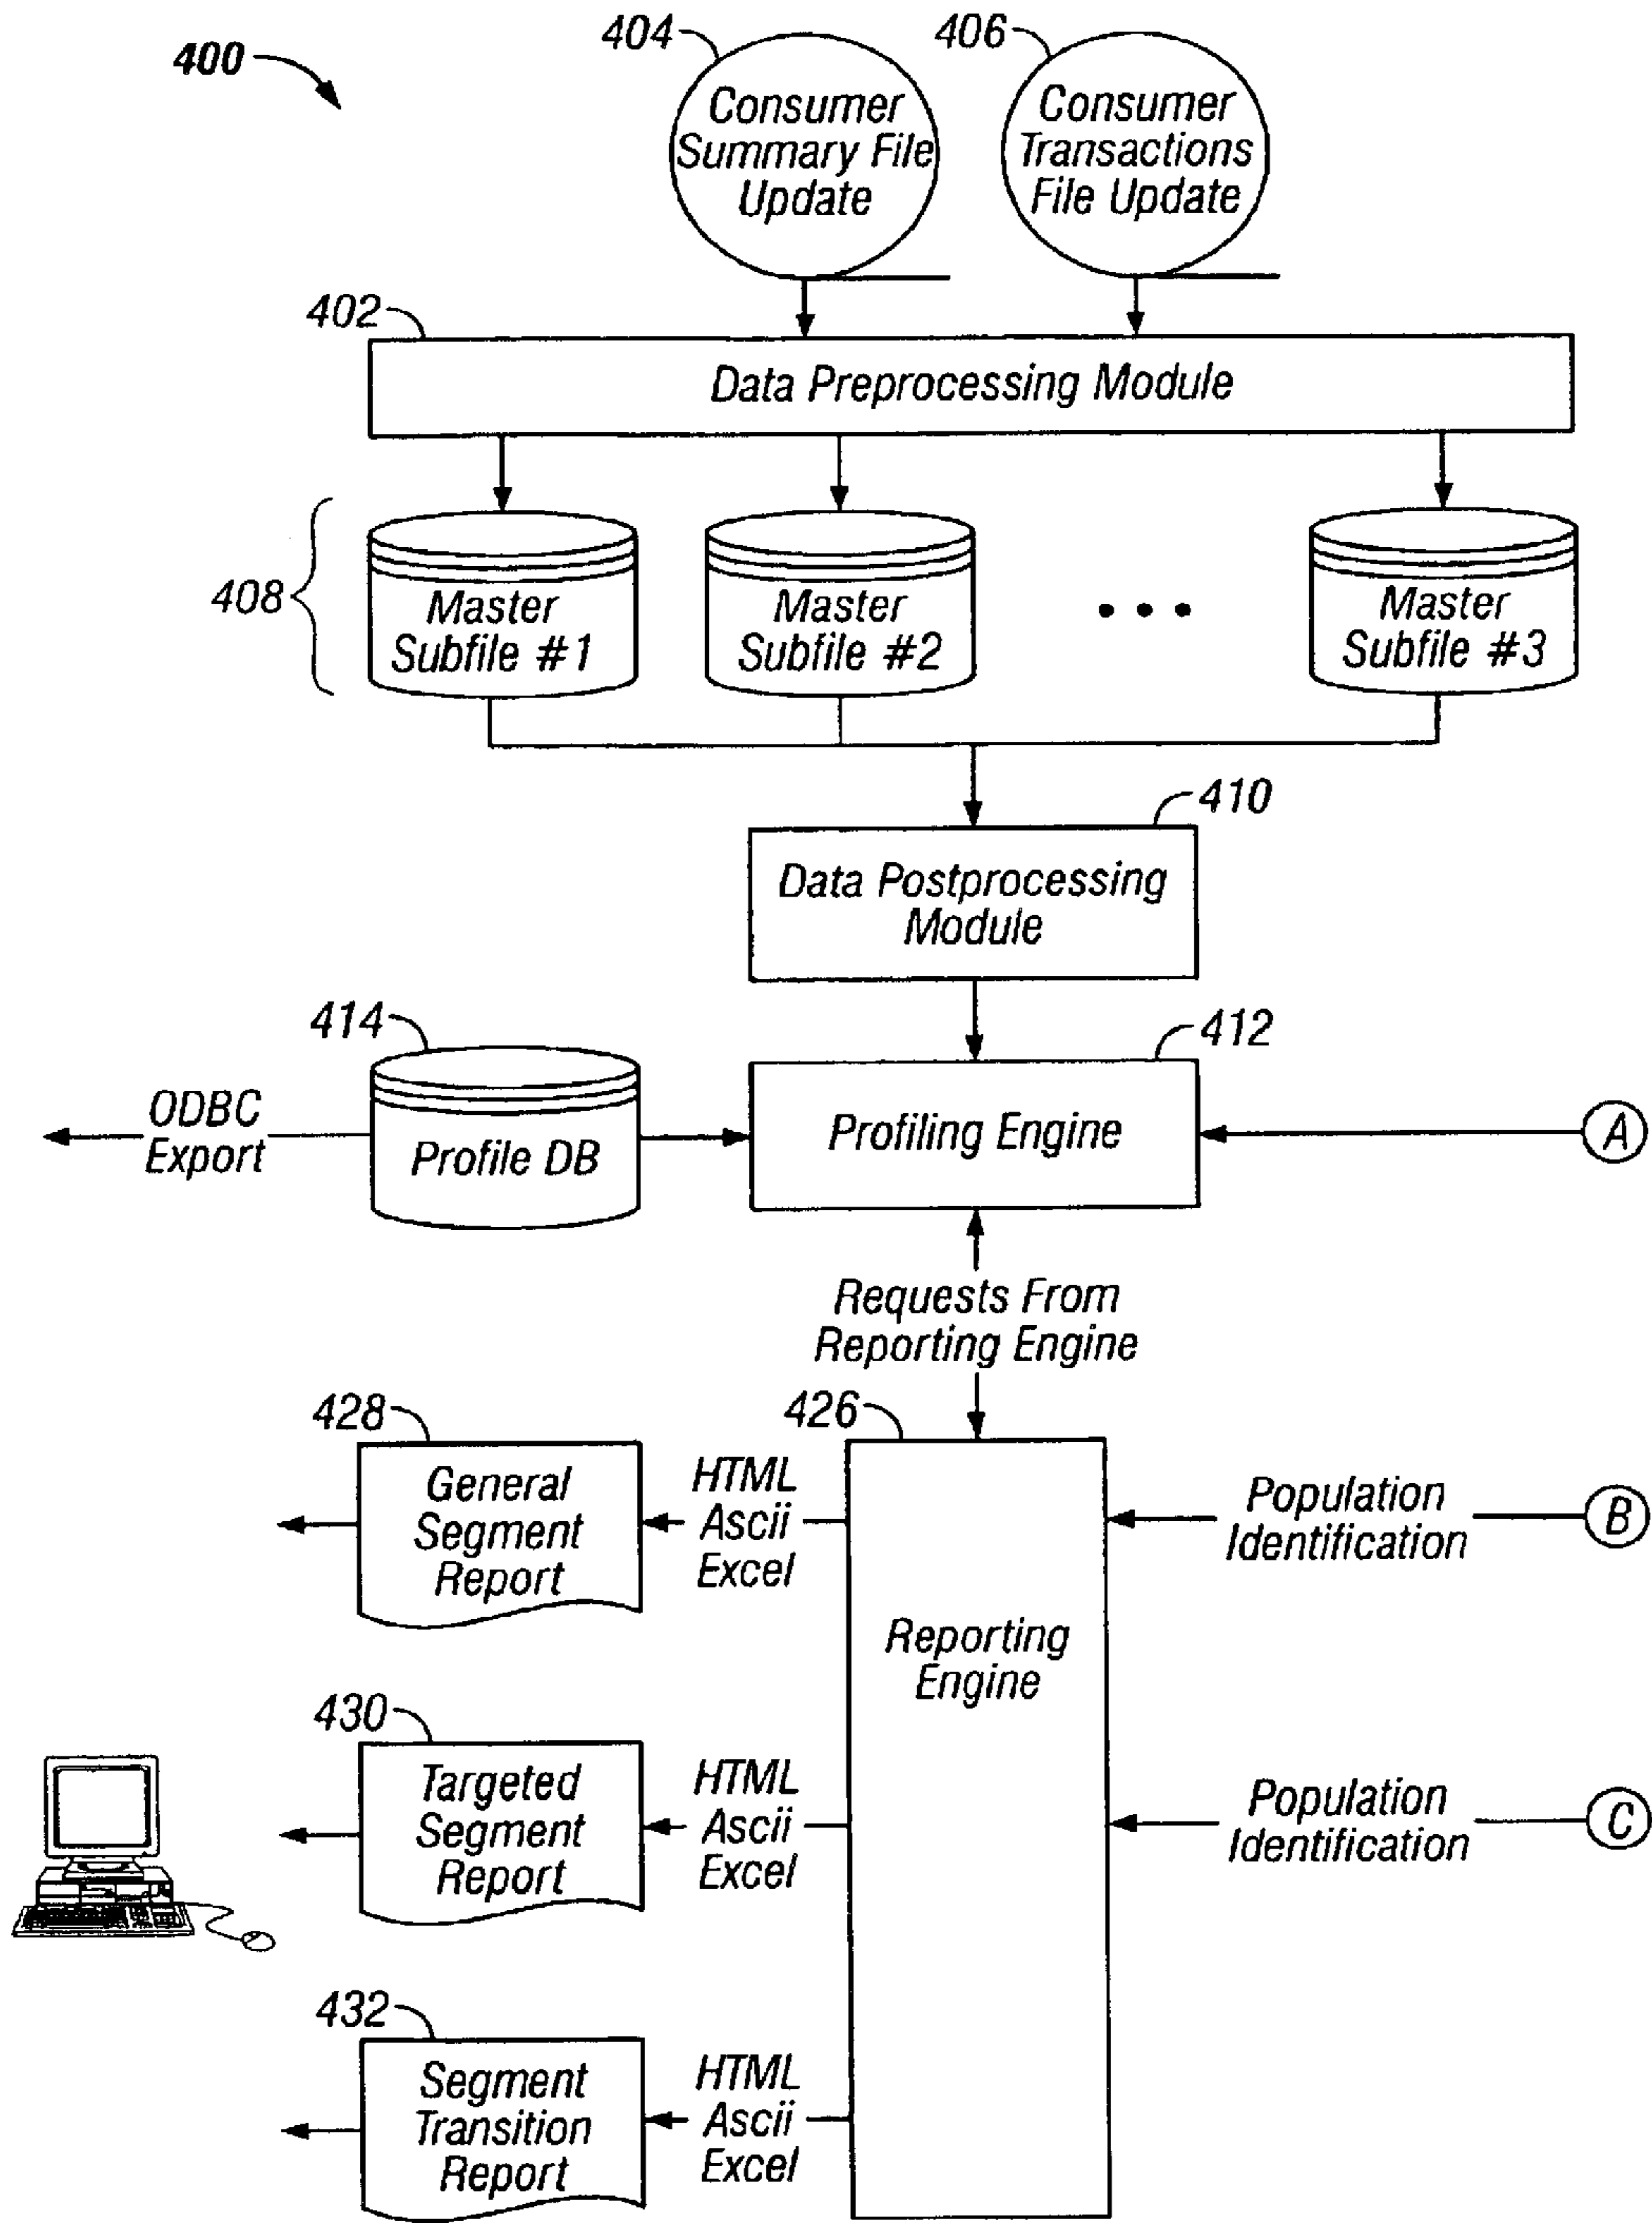 400
404
406
Consumer
Summary File
Update
Consumer
Transactions
File Update
402
Data Preprocessing Module
408
Master
Subfile #1
Master
Subfile #2
• • •
Master
Subfile #3
410
Data Postprocessing
Module
414
412
ODBC
Export
Profile DB
Profiling Engine
A
Requests From
Reporting Engine
428
426
General
Segment
Report
HTML
Ascii
Excel
Population
Identification
B
Reporting
Engine
430
Targeted
Segment
Report
HTML
Ascii
Excel
Population
Identification
C
432
Segment
Transition
Report
HTML
Ascii
Excel